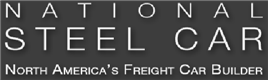 NATIONAL
STEEL CAR
NORTH AMERICA'S FREIGHT CAR BUILDER